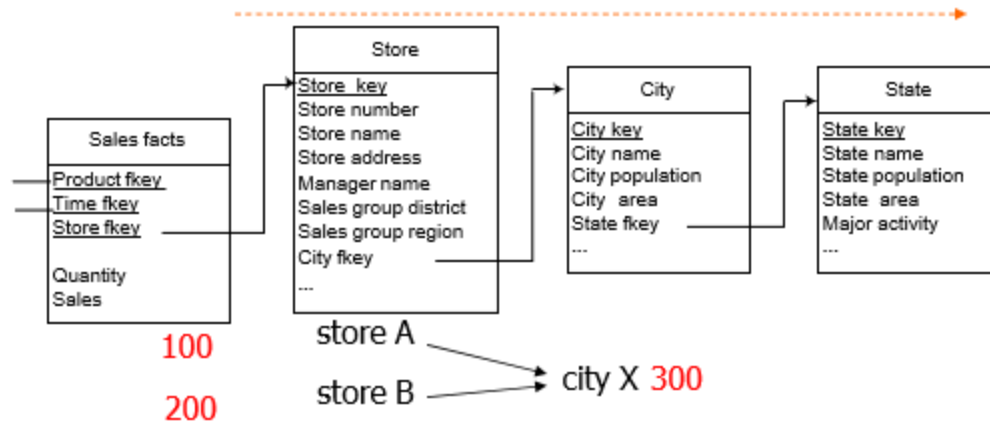 Sales facts
Product fkey
Time fkey
Store fkey
Quantity
Sales
Store
Store key
Store number
Store name
Store address
Manager name
Sales group district
Sales group region
City fkey
...
City
City key
City name
City population
City area
State fkey
...
State
State key
State name
State population
State area
Major activity
...
100
store A
200
store B
city X 300